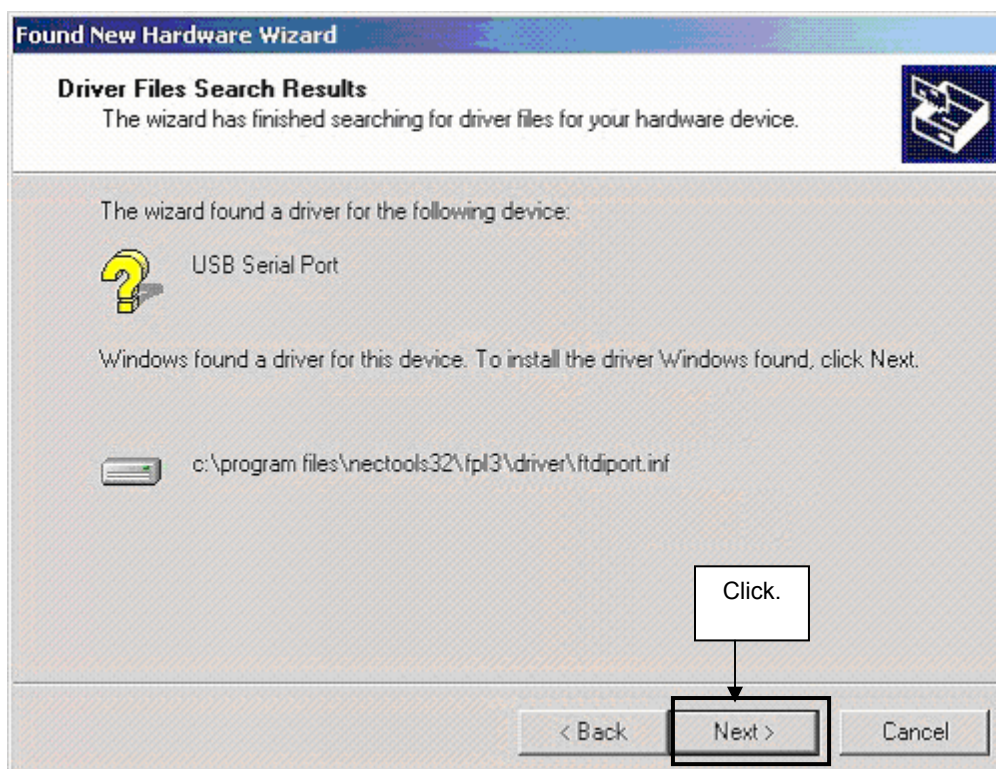 Found New Hardware Wizard
Driver Files Search Results
The wizard has finished searching for driver files for your hardware device.
The wizard found a driver for the following device:
USB Serial Port
Windows found a driver for this device. To install the driver Windows found, click Next.
c:\program files\nectools32\fpl3\driver\ftdiport.inf
Click.
< Back
Next >
Cancel